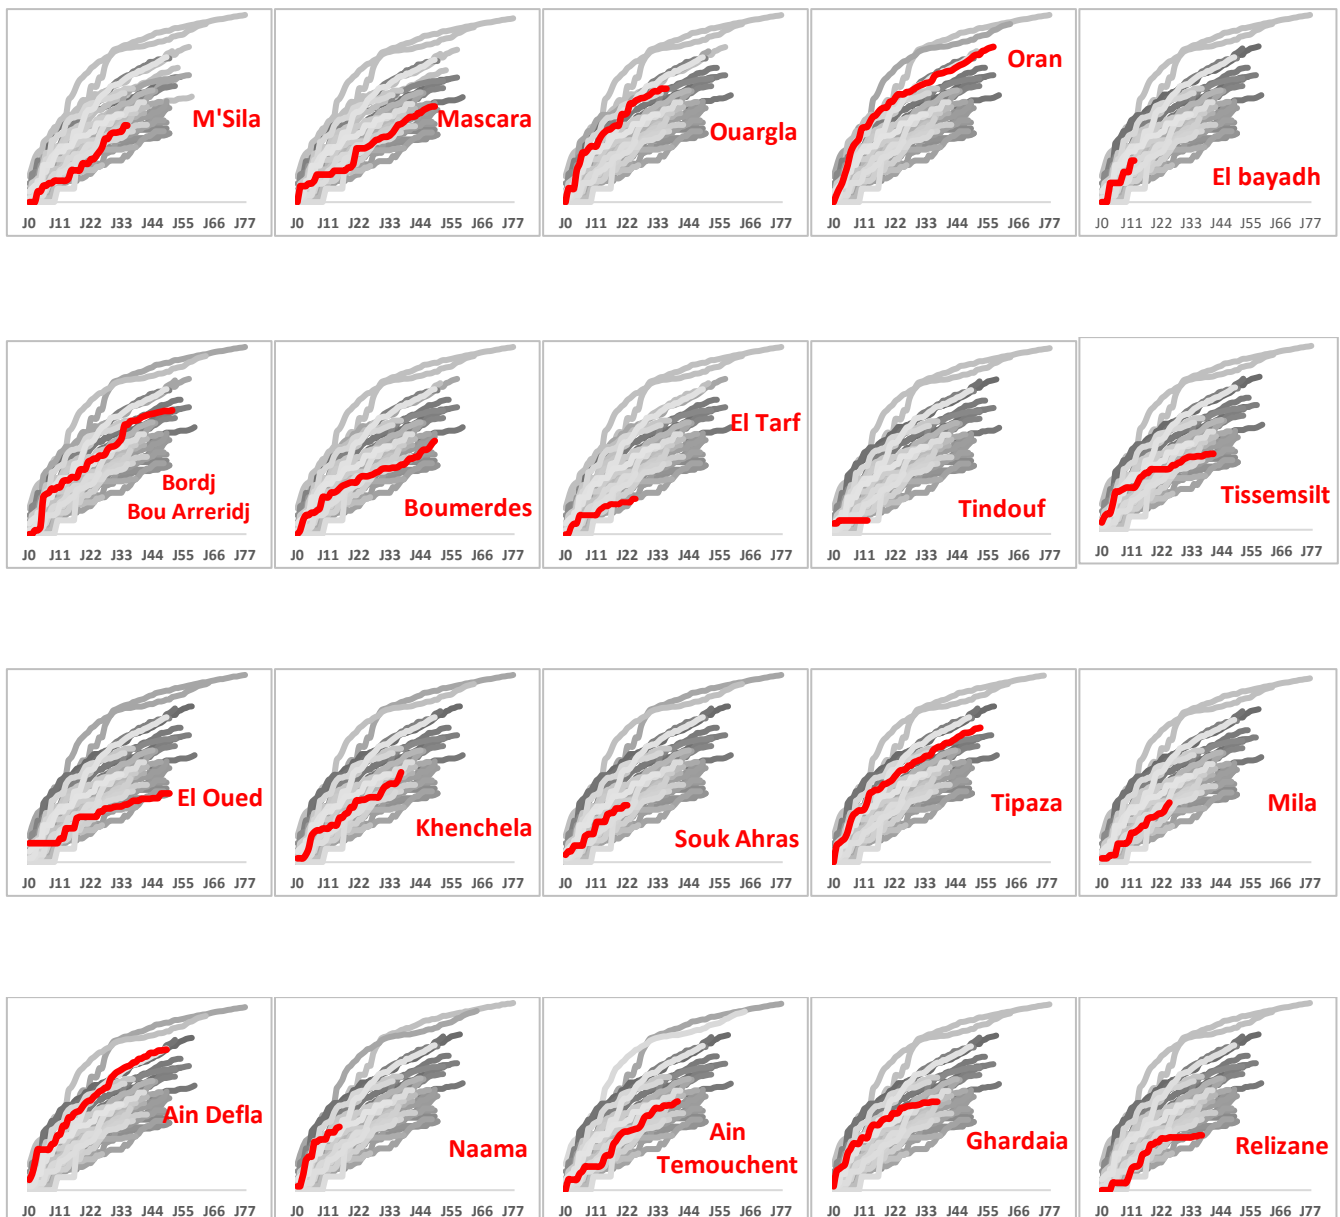 M'Sila
J0 J11 J22 J33 J44 J55 J66 J77
Mascara
J0 J11 J22 J33 J44 J55 J66 J77
Ouargla
J0 J11 J22 J33 J44 J55 J66 J77
Oran
J0 J11 J22 J33 J44 J55 J66 J77
El bayadh
J0 J11 J22 J33 J44 J55 J66 J77
Bordj
Bou Arreridj
J0 J11 J22 J33 J44 J55 J66 J77
Boumerdes
J0 J11 J22 J33 J44 J55 J66 J77
El Tarf
J0 J11 J22 J33 J44 J55 J66 J77
Tindouf
J0 J11 J22 J33 J44 J55 J66 J77
Tissemsilt
J0 J11 J22 J33 J44 J55 J66 J77
El Oued
J0 J11 J22 J33 J44 J55 J66 J77
Khenchela
J0 J11 J22 J33 J44 J55 J66 J77
Souk Ahras
J0 J11 J22 J33 J44 J55 J66 J77
Tipaza
J0 J11 J22 J33 J44 J55 J66 J77
Mila
J0 J11 J22 J33 J44 J55 J66 J77
Ain Defla
J0 J11 J22 J33 J44 J55 J66 J77
Naama
J0 J11 J22 J33 J44 J55 J66 J77
Ain
Temouchent
J0 J11 J22 J33 J44 J55 J66 J77
Ghardaia
J0 J11 J22 J33 J44 J55 J66 J77
Relizane
J0 J11 J22 J33 J44 J55 J66 J77